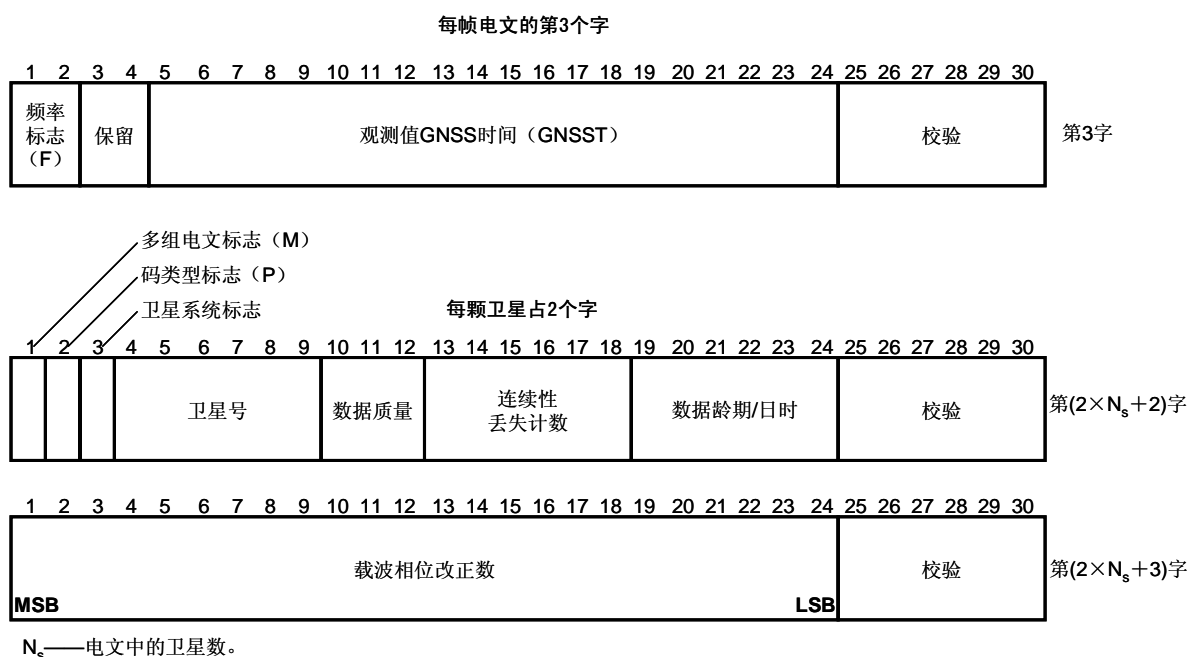 每帧电文的第3个字
1 2 3 4 5 6 7 8 9 10 11 12 13 14 15 16 17 18 19 20 21 22 23 24 25 26 27 28 29 30
频率
标志
（F）
保留
观测值GNSS时间（GNSST）
校验
第3字
多组电文标志（M）
码类型标志（P）
卫星系统标志
每颗卫星占2个字
1 2 3 4 5 6 7 8 9 10 11 12 13 14 15 16 17 18 19 20 21 22 23 24 25 26 27 28 29 30
卫星号
数据质量
连续性
丢失计数
数据龄期/日时
校验
第(2×Ns＋2)字
1 2 3 4 5 6 7 8 9 10 11 12 13 14 15 16 17 18 19 20 21 22 23 24 25 26 27 28 29 30
载波相位改正数
MSB
LSB
校验
第(2×Ns＋3)字
Ns——电文中的卫星数。